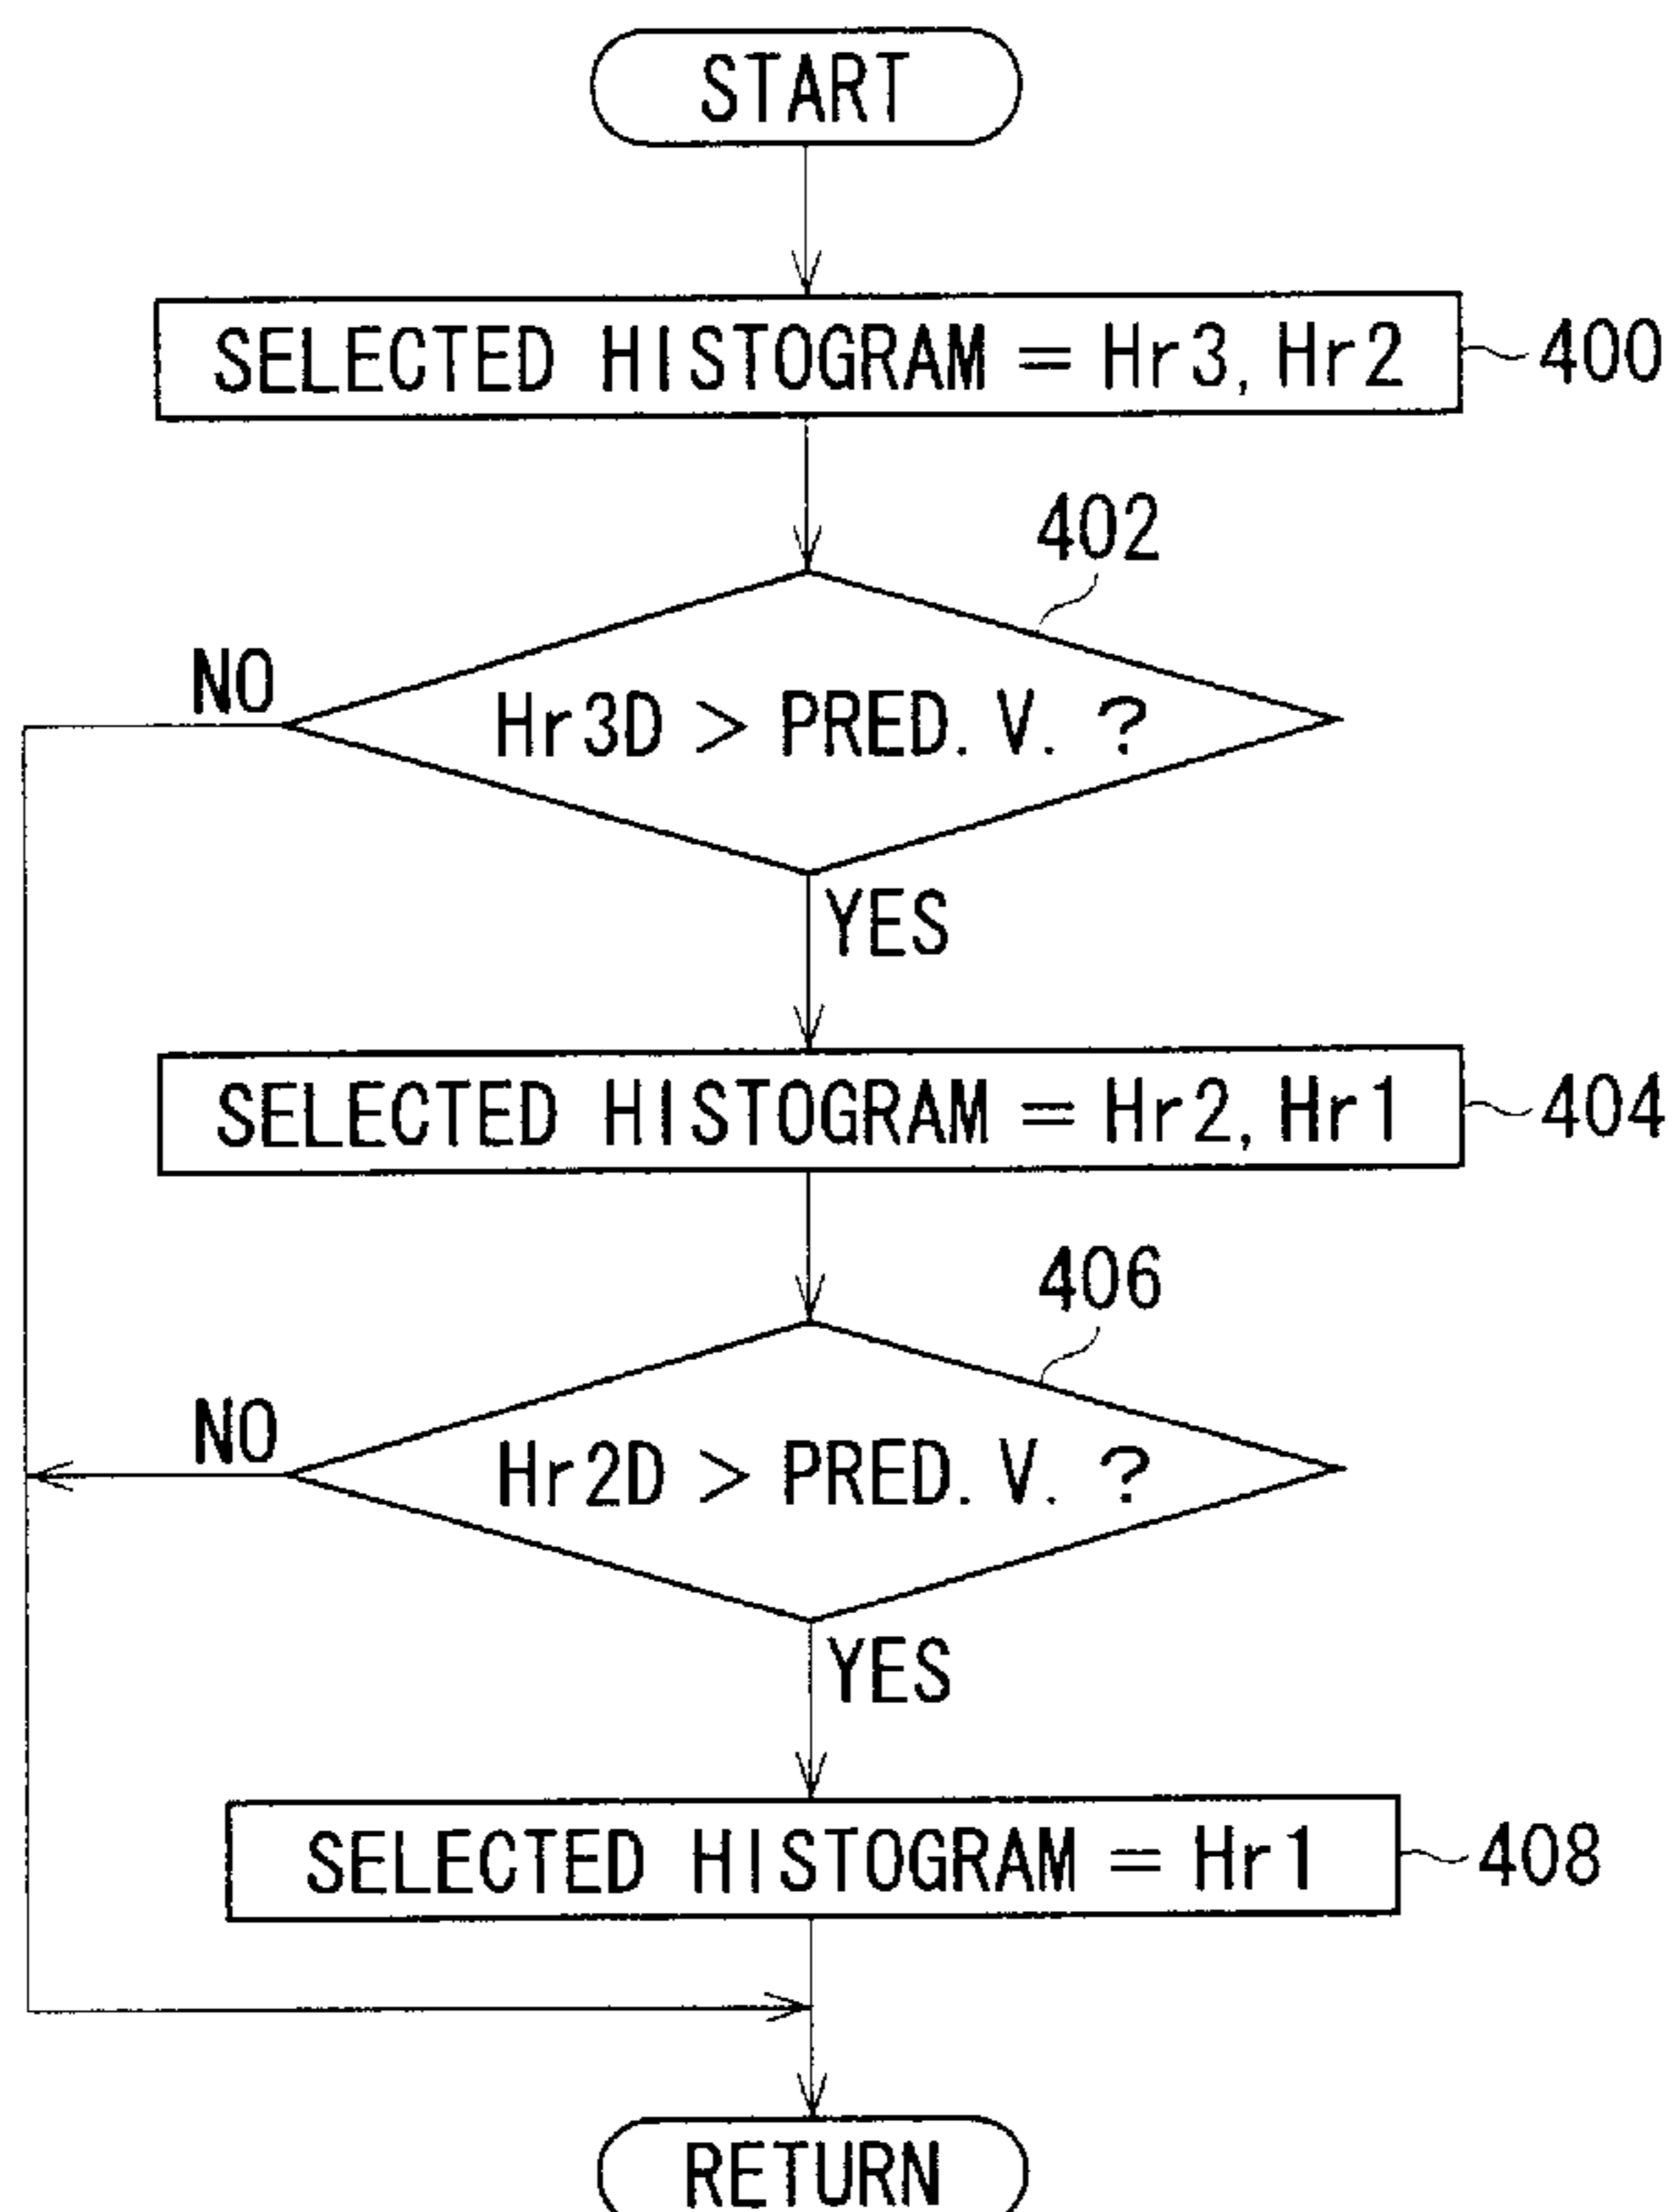 START
SELECTED HISTOGRAM = Hr3, Hr2
400
402
NO
Hr3D > PRED. V. ?
YES
SELECTED HISTOGRAM = Hr2, Hr1
404
406
NO
Hr2D > PRED. V. ?
YES
SELECTED HISTOGRAM = Hr1
408
RETURN